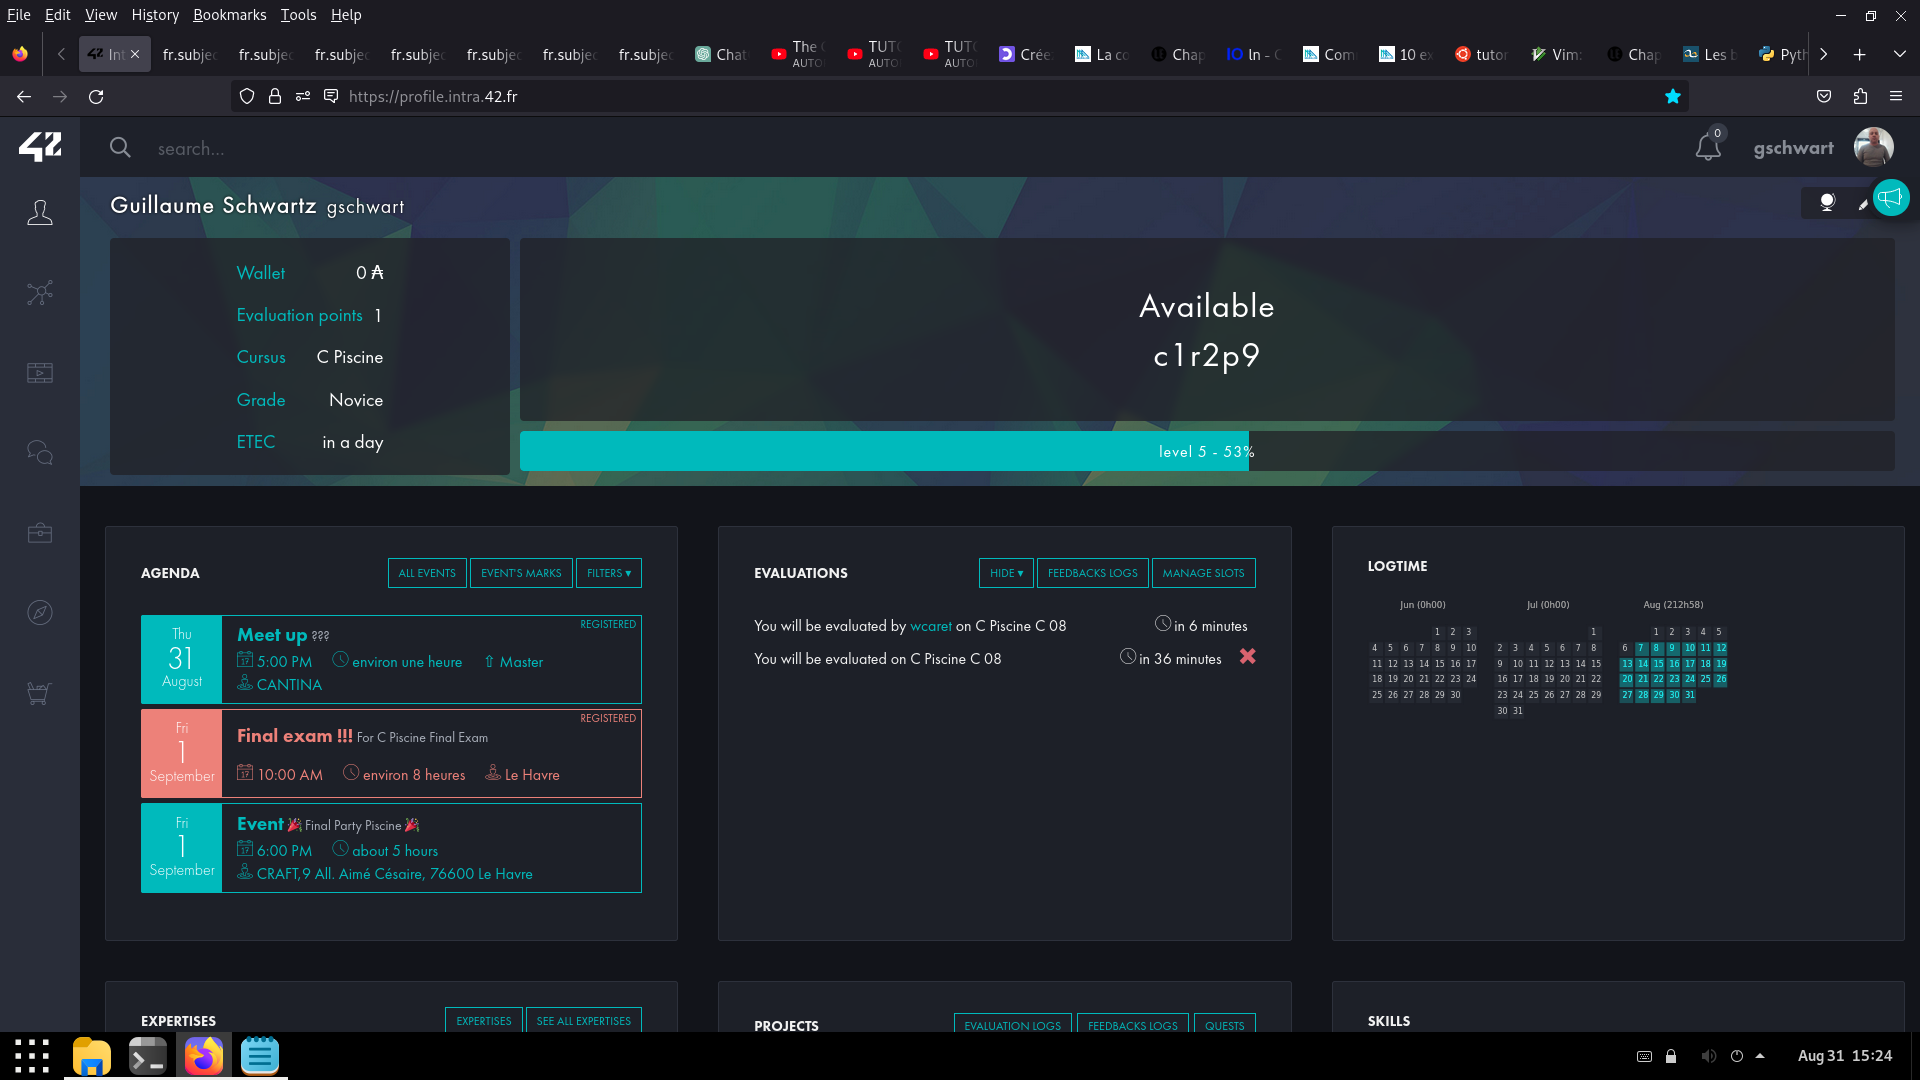 File Edit View History Bookmarks Tools Help
fr.subjec fr.subjec fr.subjec fr.subjec fr.subjec fr.subjec fr.subjec Chat The TUT TUT Crée La co Chap In - Com 10 ex tutor Vim: Chap Les Pyth
AUTO AUTO AUTO
https://profile.intra.42.fr
42
search...
0
gschwart
Guillaume Schwartz gschwart
Wallet 0 ₳
Evaluation points 1
Cursus C Piscine
Grade Novice
ETEC in a day
Available
c1r2p9
level 5 - 53%
AGENDA ALL EVENTS EVENT'S MARKS FILTERS ▾
Thu
31
August
REGISTERED
Meet up ???
5:00 PM environ une heure ⇧ Master
CANTINA
Fri
1
September
REGISTERED
Final exam !!! For C Piscine Final Exam
10:00 AM environ 8 heures Le Havre
Fri
1
September
Event 🎉 Final Party Piscine 🎉
6:00 PM about 5 hours
CRAFT,9 All. Aimé Césaire, 76600 Le Havre
EVALUATIONS HIDE ▾ FEEDBACKS LOGS MANAGE SLOTS
You will be evaluated by wcaret on C Piscine C 08 in 6 minutes
You will be evaluated on C Piscine C 08 in 36 minutes
LOGTIME
Jun (0h00)
1 2 3
4 5 6 7 8 9 10
11 12 13 14 15 16 17
18 19 20 21 22 23 24
25 26 27 28 29 30
Jul (0h00)
1
2 3 4 5 6 7 8
9 10 11 12 13 14 15
16 17 18 19 20 21 22
23 24 25 26 27 28 29
30 31
Aug (212h58)
1 2 3 4 5
6 7 8 9 10 11 12
13 14 15 16 17 18 19
20 21 22 23 24 25 26
27 28 29 30 31
EXPERTISES EXPERTISES SEE ALL EXPERTISES
PROJECTS EVALUATION LOGS FEEDBACKS LOGS QUESTS
SKILLS
Aug 31 15:24